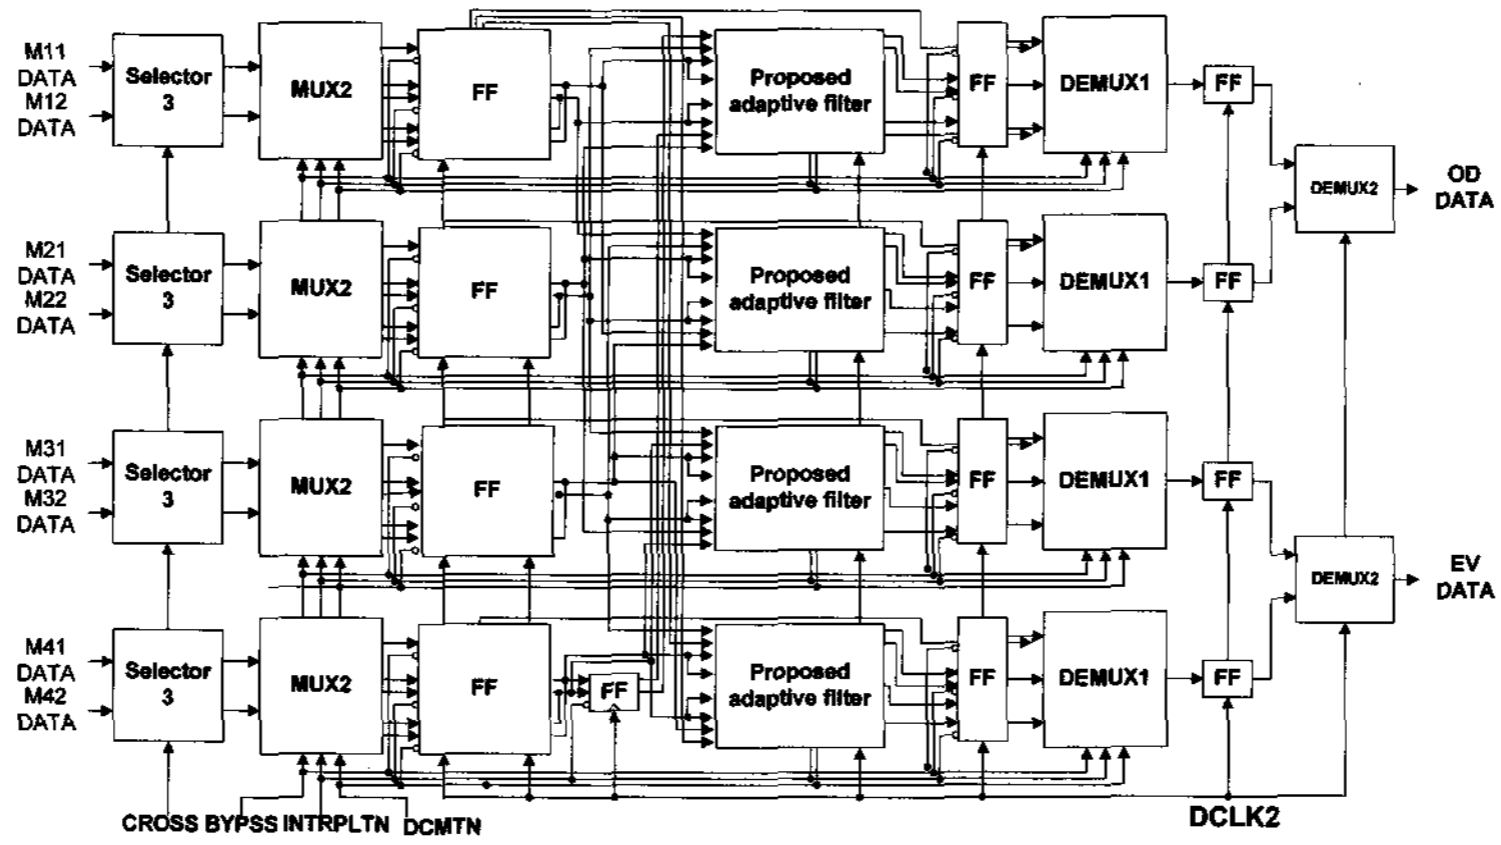 M11
DATA
M12
DATA
Selector
3
MUX2
FF
Proposed
adaptive filter
FF
DEMUX1
FF
DEMUX2
OD
DATA
M21
DATA
M22
DATA
Selector
3
MUX2
FF
Proposed
adaptive filter
FF
DEMUX1
FF
M31
DATA
M32
DATA
Selector
3
MUX2
FF
Proposed
adaptive filter
FF
DEMUX1
FF
DEMUX2
EV
DATA
M41
DATA
M42
DATA
Selector
3
MUX2
FF
FF
Proposed
adaptive filter
FF
DEMUX1
FF
CROSS BYPSS INTRPLTN DCMTN
DCLK2